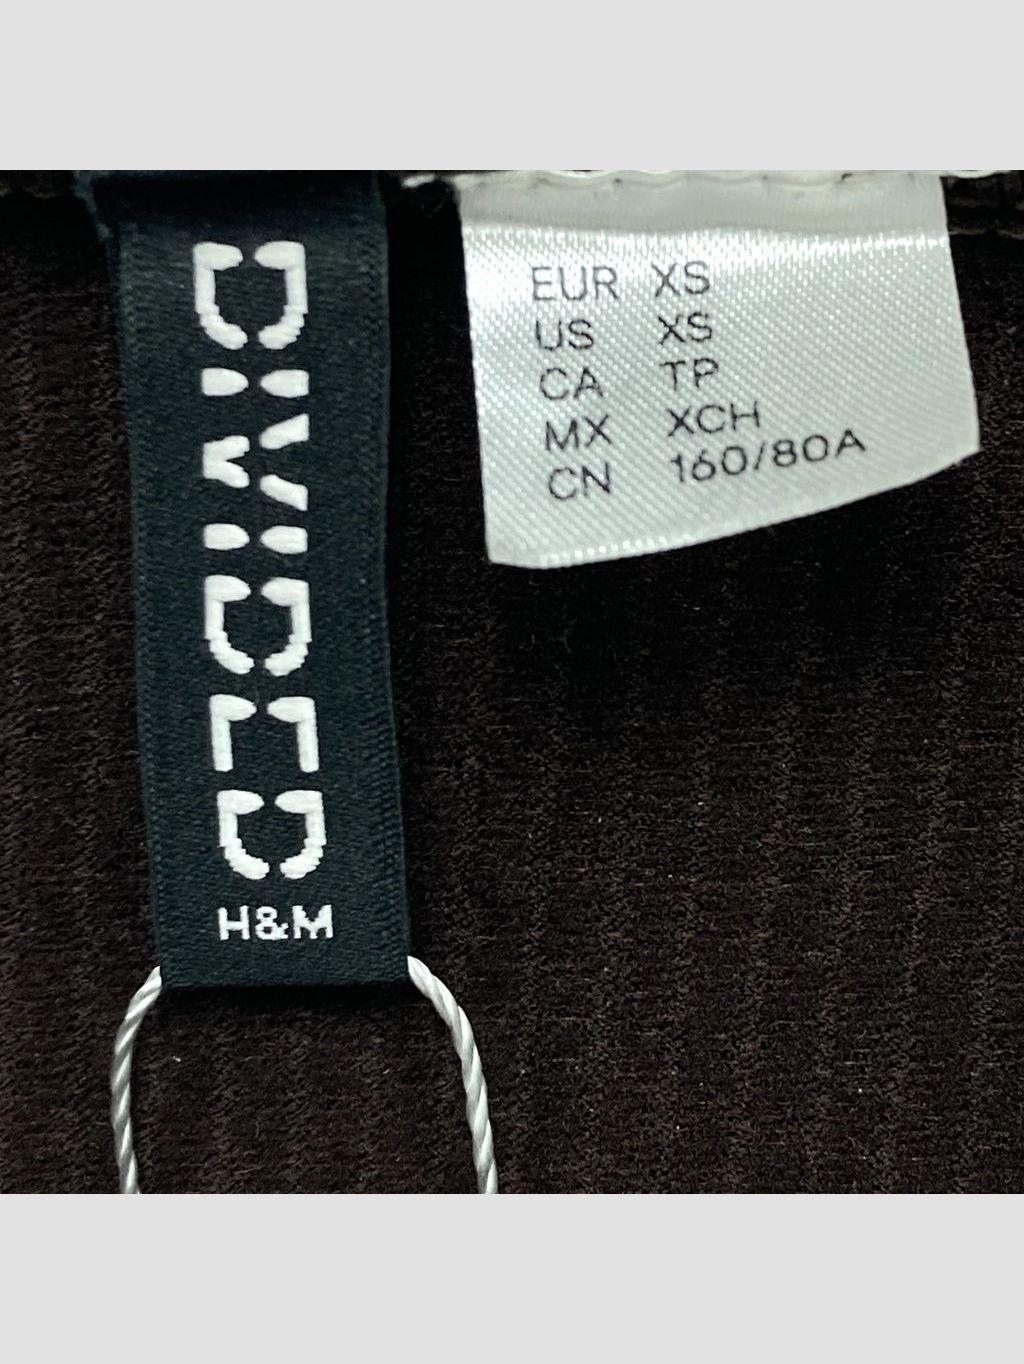 DIVIDED
H&M
EUR XS
US XS
CA TP
MX XCH
CN 160/80A